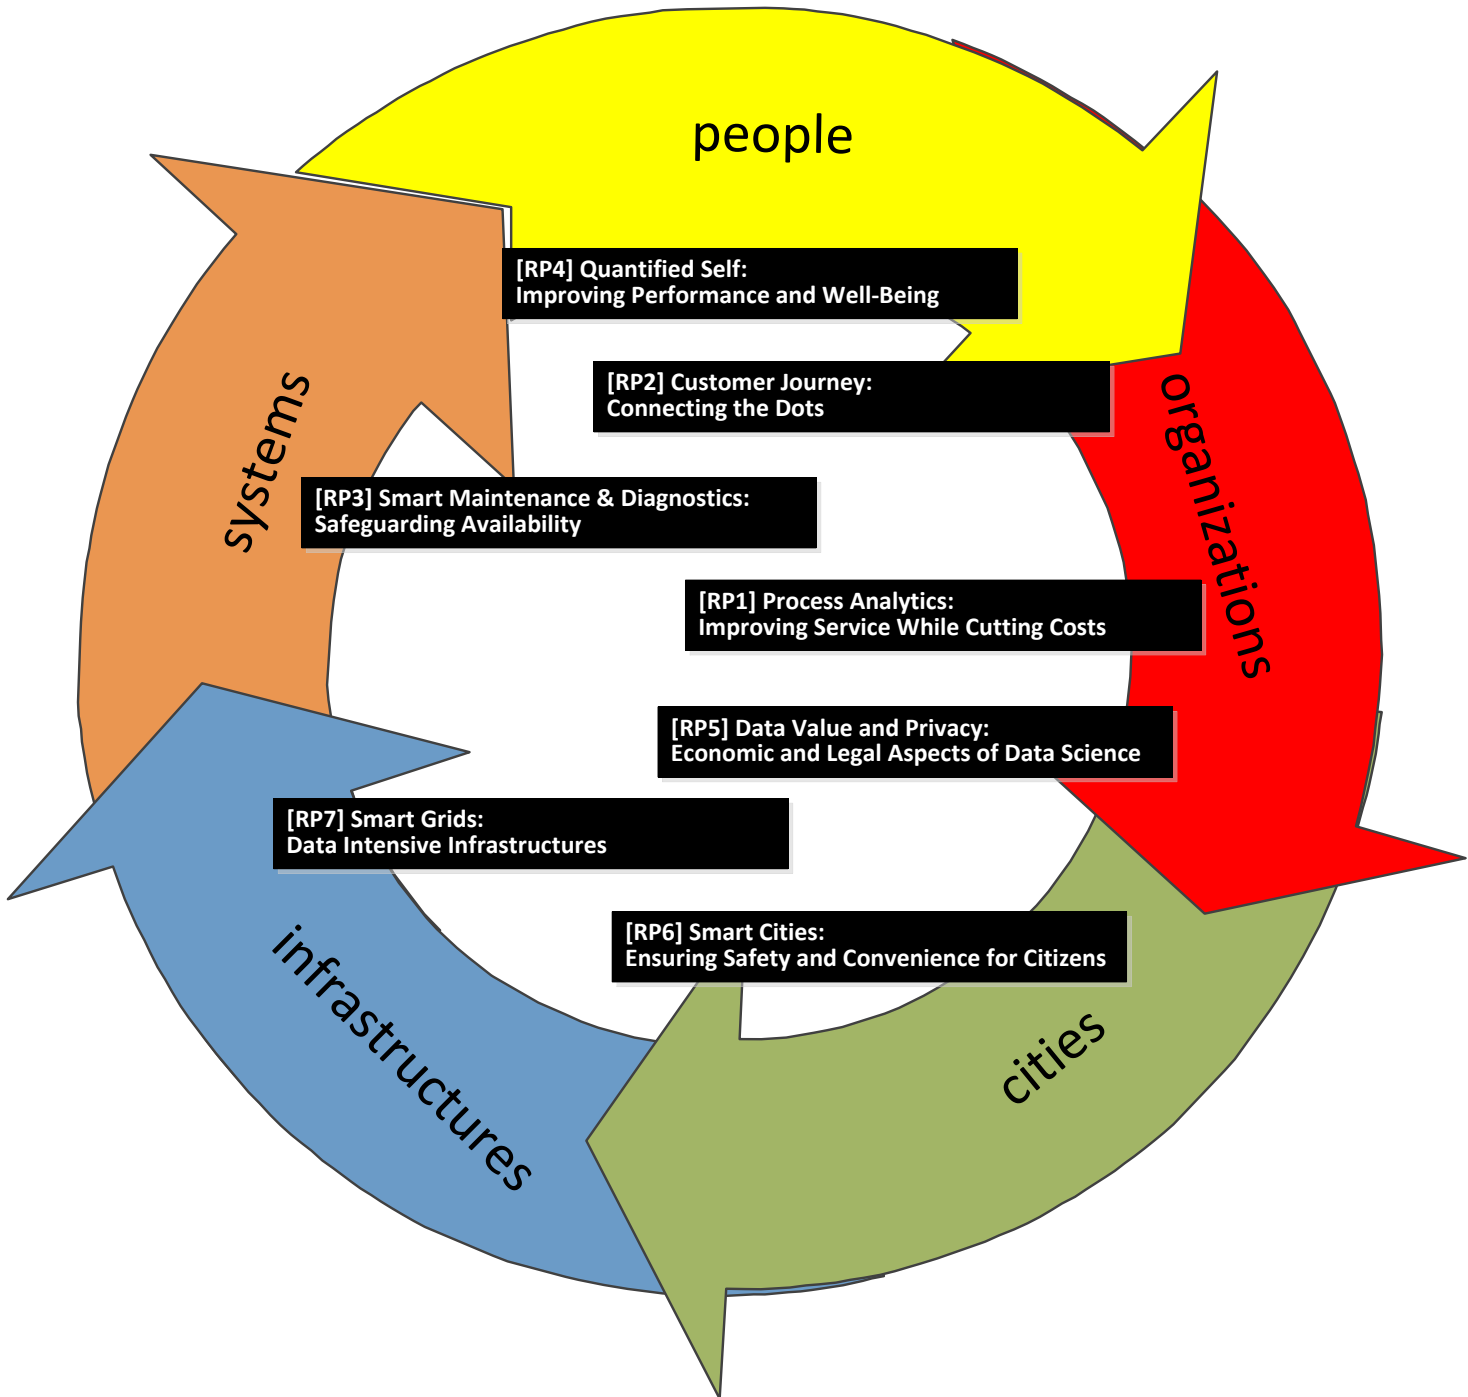 people
[RP4] Quantified Self:
Improving Performance and Well-Being
[RP2] Customer Journey:
Connecting the Dots
organizations
systems
[RP3] Smart Maintenance & Diagnostics:
Safeguarding Availability
[RP1] Process Analytics:
Improving Service While Cutting Costs
[RP5] Data Value and Privacy:
Economic and Legal Aspects of Data Science
[RP7] Smart Grids:
Data Intensive Infrastructures
[RP6] Smart Cities:
Ensuring Safety and Convenience for Citizens
infrastructures
cities